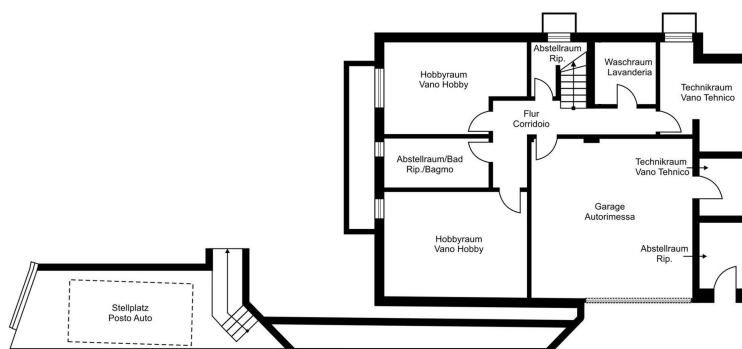 Abstellraum
Rip.
Hobbyraum
Vano Hobby
Waschraum
Lavanderia
Technikraum
Vano Tehnico
Flur
Corridoio
Abstellraum/Bad
Rip./Bagmo
Technikraum
Vano Tehnico
Garage
Autorimessa
Hobbyraum
Vano Hobby
Abstellraum
Rip.
Stellplatz
Posto Auto